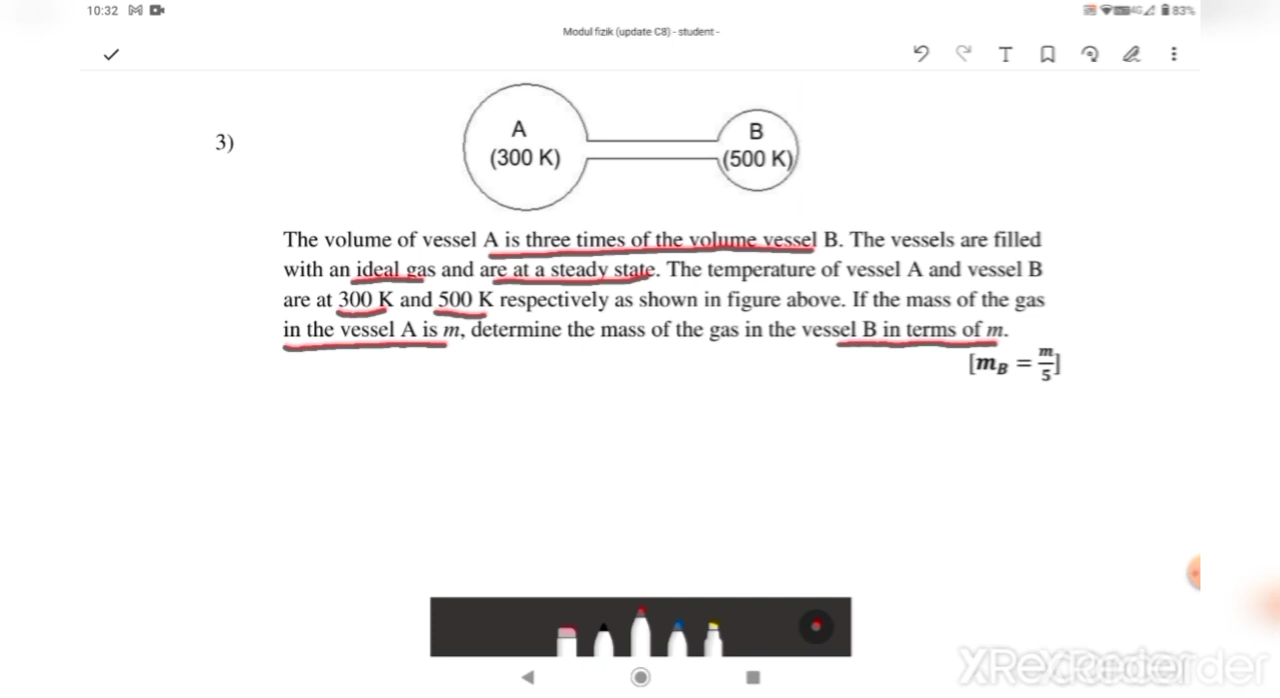 10:32
4G 83%
Modul fizik (update C8) - student -
T
3)
A
(300 K)
B
(500 K)
The volume of vessel A is three times of the volume vessel B. The vessels are filled
with an ideal gas and are at a steady state. The temperature of vessel A and vessel B
are at 300 K and 500 K respectively as shown in figure above. If the mass of the gas
in the vessel A is m, determine the mass of the gas in the vessel B in terms of m.
[m_B = m/5]
XRecorder